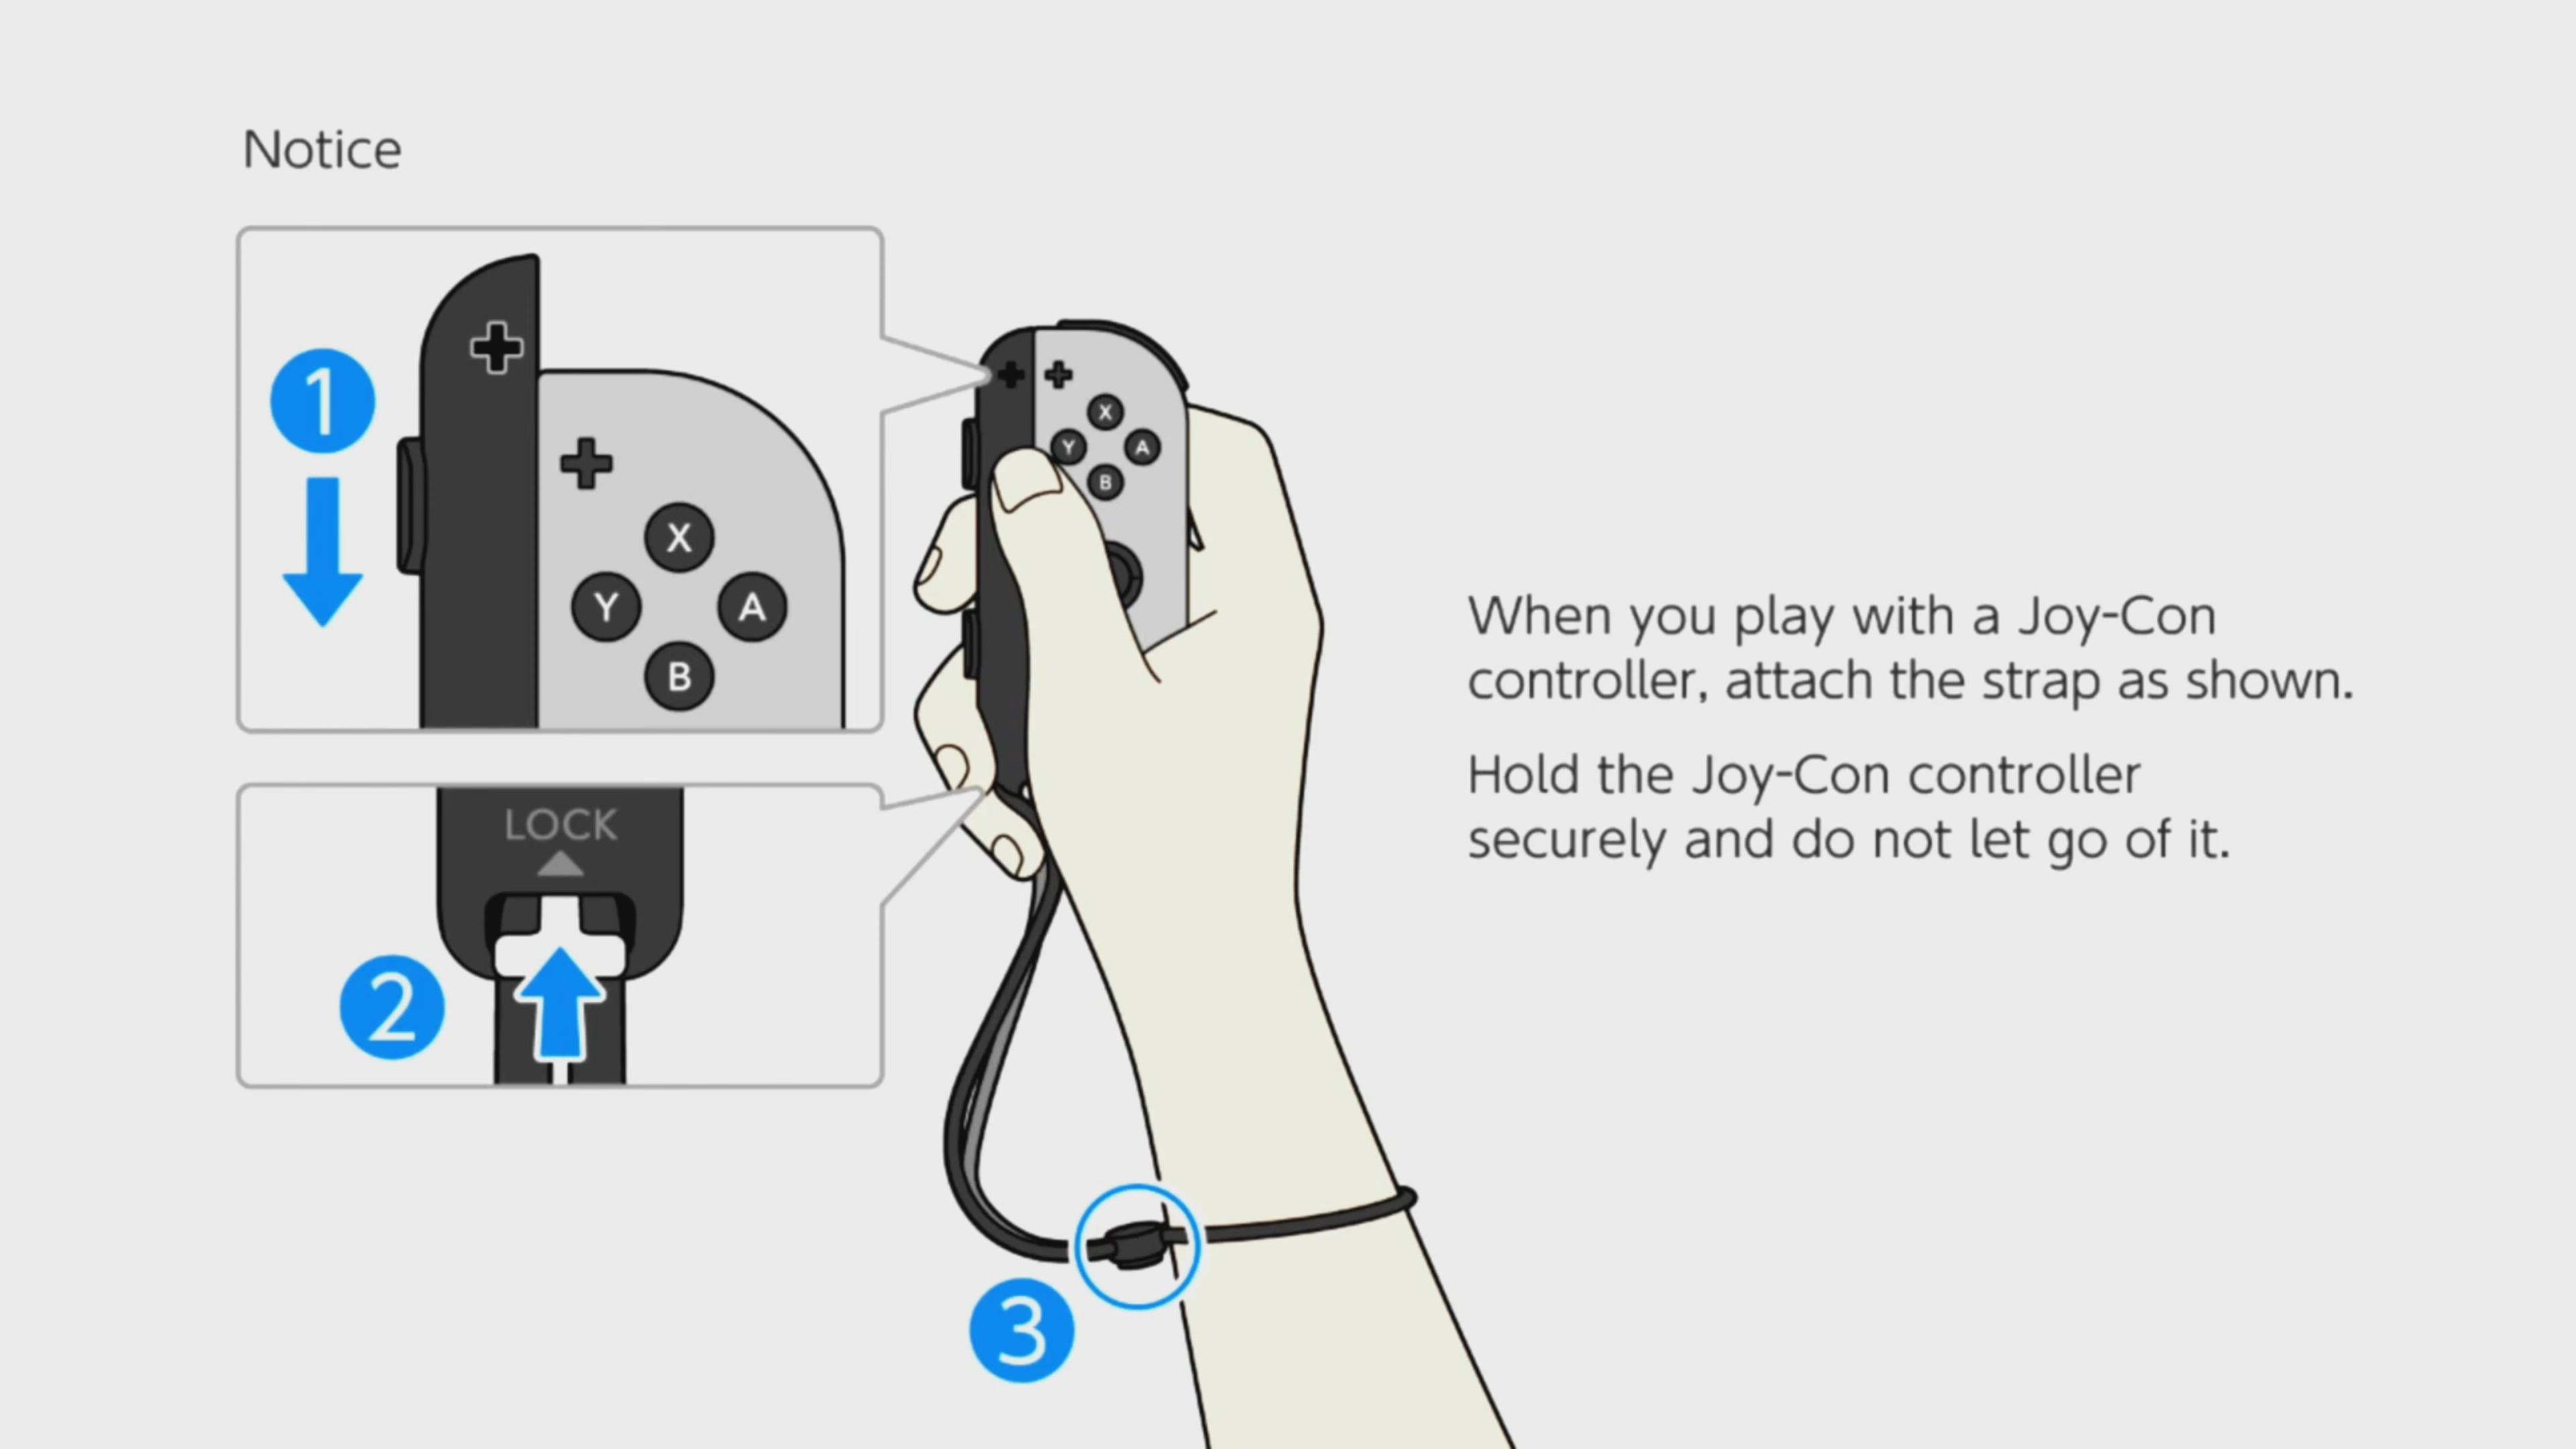 Notice
1
X
Y
A
B
LOCK
2
X
Y
A
B
3
When you play with a Joy-Con
controller, attach the strap as shown.
Hold the Joy-Con controller
securely and do not let go of it.